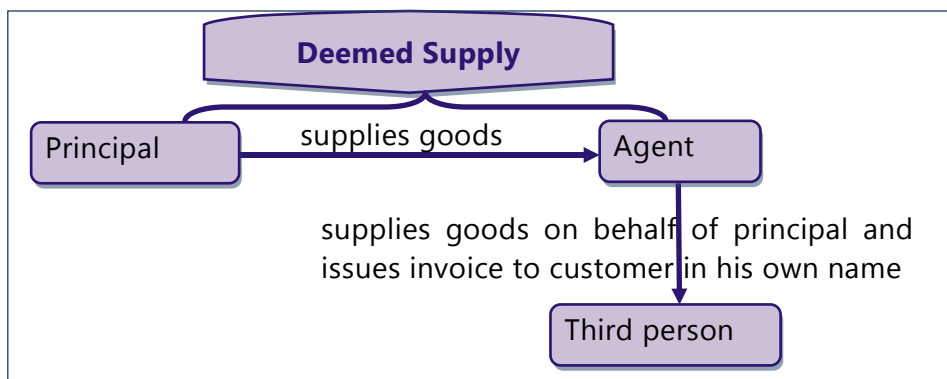 Deemed Supply
Principal
supplies goods
Agent
supplies goods on behalf of principal and
issues invoice to customer in his own name
Third person